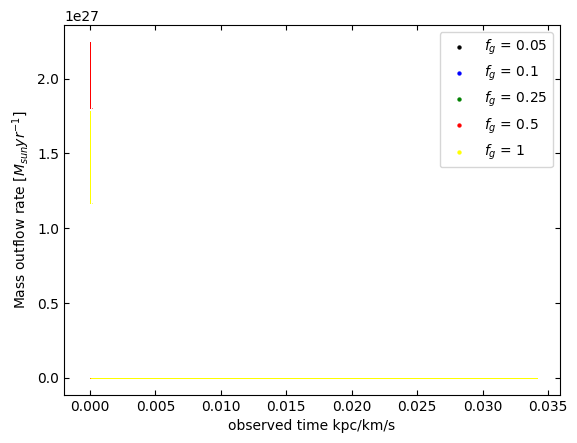 1e27
f_g = 0.05
f_g = 0.1
f_g = 0.25
f_g = 0.5
f_g = 1
2.0
1.5
1.0
0.5
0.0
Mass outflow rate [M_{sun}yr^{-1}]
0.000 0.005 0.010 0.015 0.020 0.025 0.030 0.035
observed time kpc/km/s